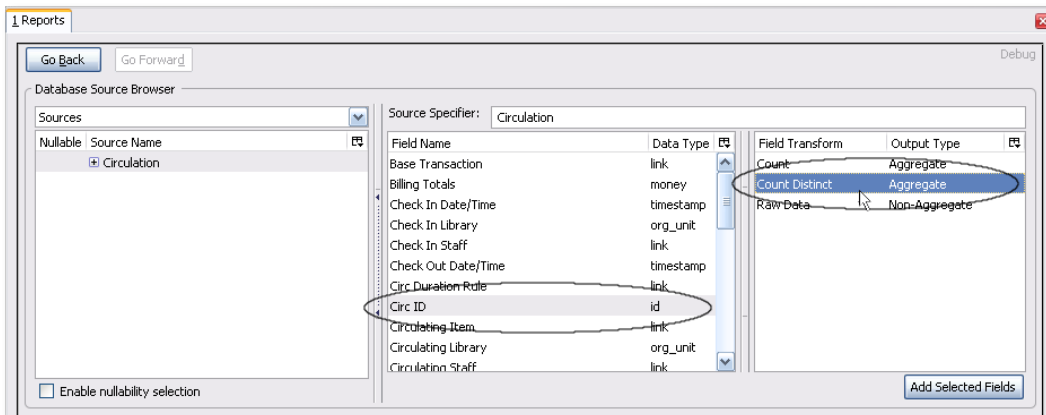 1 Reports
Go Back Go Forward Debug
Database Source Browser
Sources
Nullable Source Name
Circulation
Enable nullability selection
Source Specifier: Circulation
Field Name Data Type
Base Transaction link
Billing Totals money
Check In Date/Time timestamp
Check In Library org_unit
Check In Staff link
Check Out Date/Time timestamp
Circ Duration Rule link
Circ ID id
Circulating Item link
Circulating Library org_unit
Circulating Staff link
Field Transform Output Type
Count Aggregate
Count Distinct Aggregate
Raw Data Non-Aggregate
Add Selected Fields